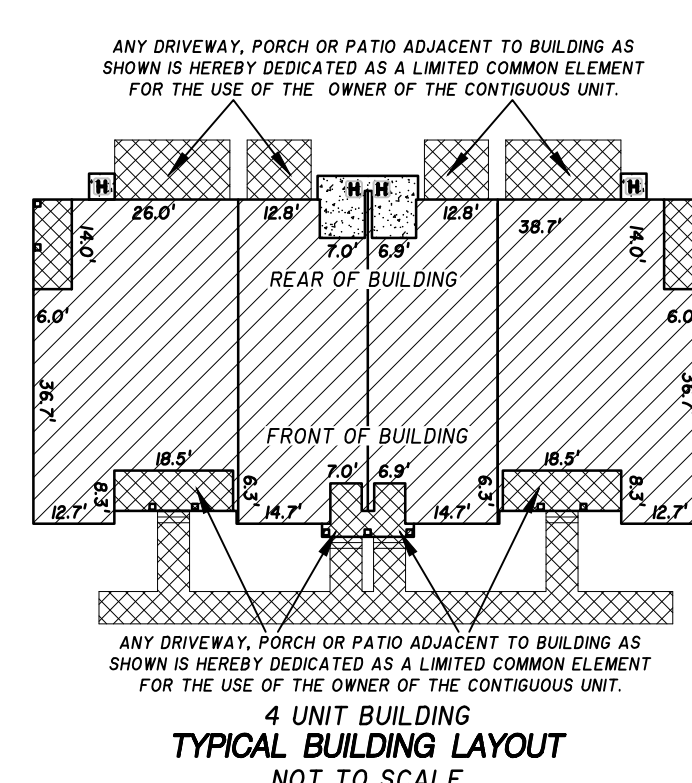 ANY DRIVEWAY, PORCH OR PATIO ADJACENT TO BUILDING AS
SHOWN IS HEREBY DEDICATED AS A LIMITED COMMON ELEMENT
FOR THE USE OF THE OWNER OF THE CONTIGUOUS UNIT.
H
H H
H
26.0'
12.8'
12.8'
38.7'
14.0'
14.0'
7.0' 6.9'
REAR OF BUILDING
6.0'
6.0
36.7'
36.7'
FRONT OF BUILDING
18.5'
7.0' 6.9'
18.5'
8.3'
6.3'
6.3'
8.3'
12.7'
14.7'
14.7'
12.7'
ANY DRIVEWAY, PORCH OR PATIO ADJACENT TO BUILDING AS
SHOWN IS HEREBY DEDICATED AS A LIMITED COMMON ELEMENT
FOR THE USE OF THE OWNER OF THE CONTIGUOUS UNIT.
4 UNIT BUILDING
TYPICAL BUILDING LAYOUT
NOT TO SCALE